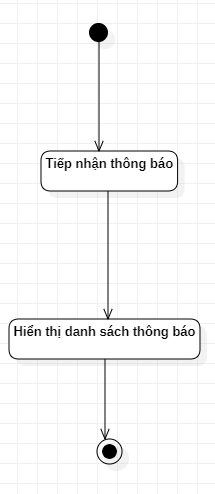 Tiếp nhận thông báo
Hiển thị danh sách thông báo